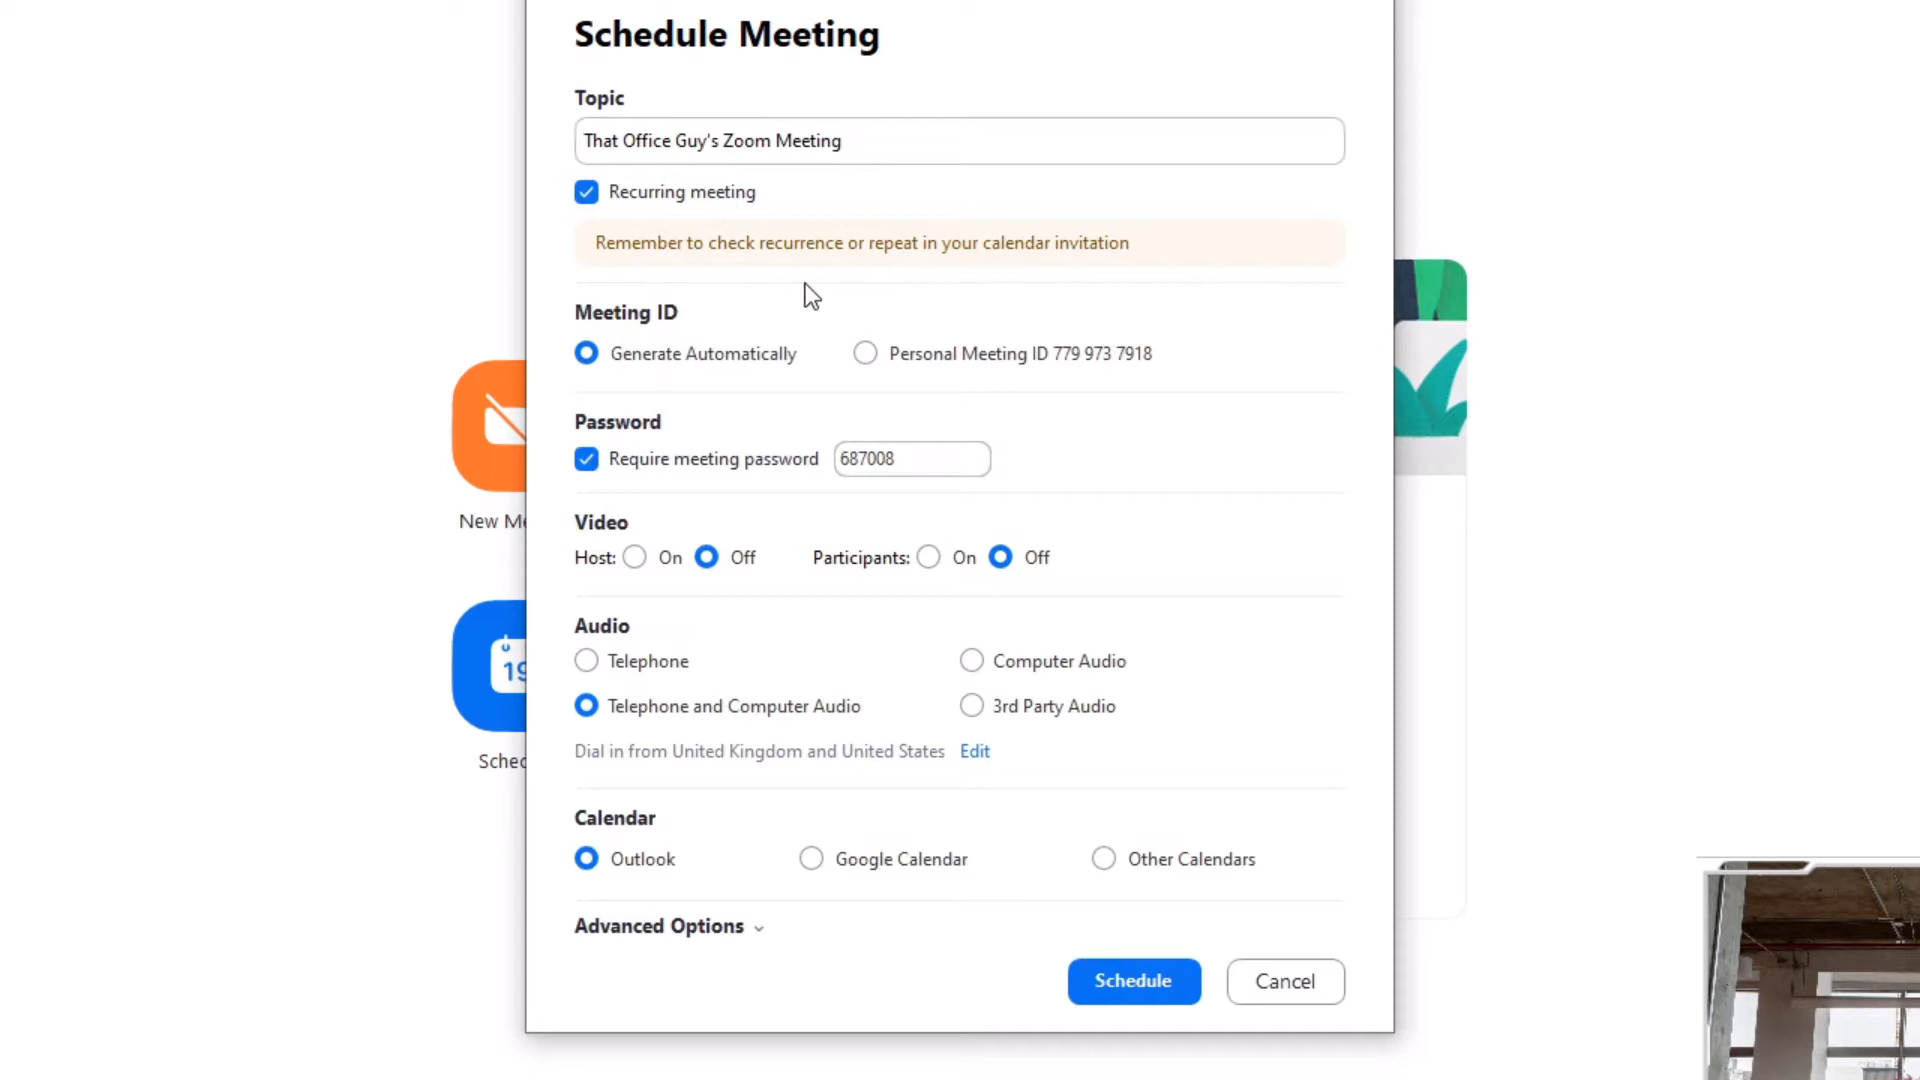 Schedule Meeting
Topic
That Office Guy's Zoom Meeting
Recurring meeting
Remember to check recurrence or repeat in your calendar invitation
Meeting ID
Generate Automatically Personal Meeting ID 779 973 7918
Password
Require meeting password 687008
Video
Host: On Off Participants: On Off
Audio
Telephone Computer Audio
Telephone and Computer Audio 3rd Party Audio
Dial in from United Kingdom and United States Edit
Calendar
Outlook Google Calendar Other Calendars
Advanced Options
Schedule Cancel
New Me
19
Sched